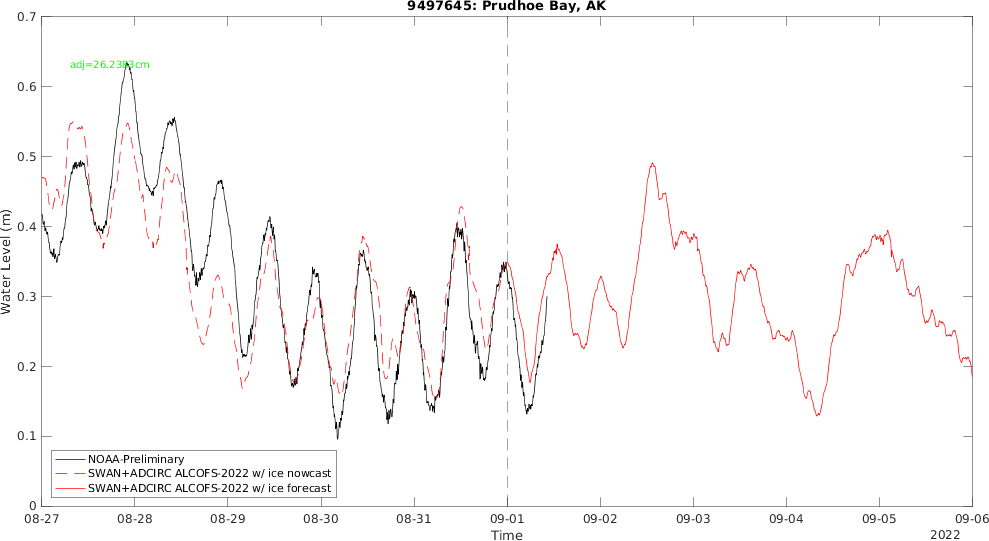 9497645: Prudhoe Bay, AK
0.7
0.6
0.5
0.4
0.3
0.2
0.1
0
Water Level (m)
adj=26.2383cm
NOAA-Preliminary
SWAN+ADCIRC ALCOFS-2022 w/ ice nowcast
SWAN+ADCIRC ALCOFS-2022 w/ ice forecast
08-27 08-28 08-29 08-30 08-31 09-01 09-02 09-03 09-04 09-05 09-06
Time
2022